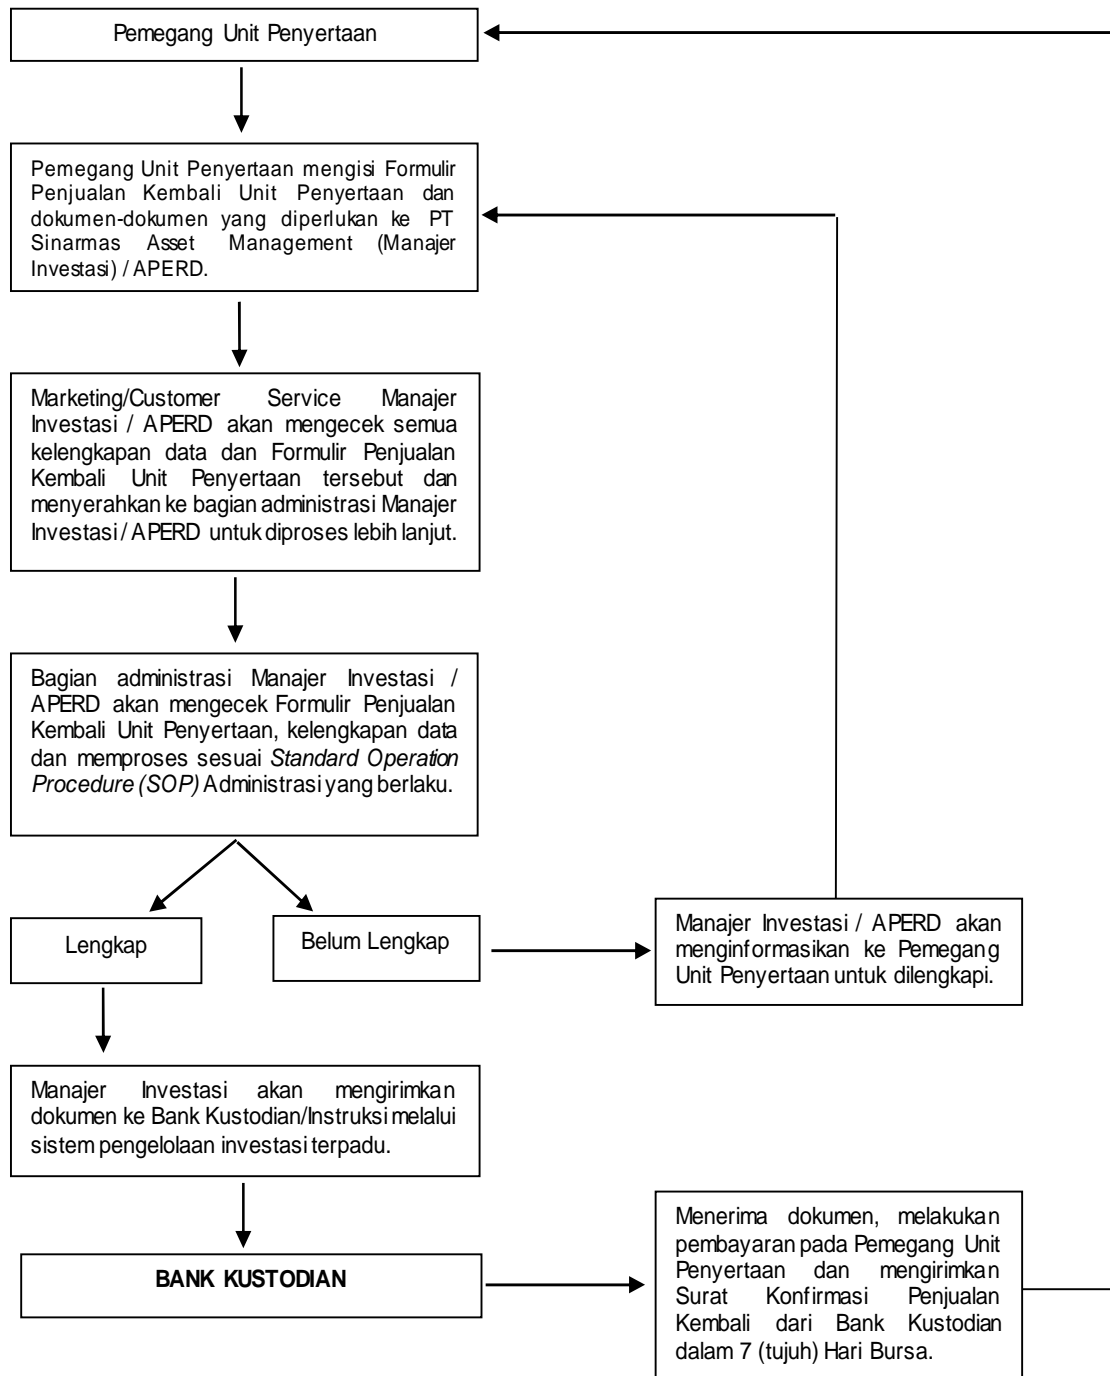 Pemegang Unit Penyertaan
Pemegang Unit Penyertaan mengisi Formulir
Penjualan Kembali Unit Penyertaan dan
dokumen-dokumen yang diperlukan ke PT
Sinarmas Asset Management (Manajer
Investasi) / APERD.
Marketing/Customer Service Manajer
Investasi / APERD akan mengecek semua
kelengkapan data dan Formulir Penjualan
Kembali Unit Penyertaan tersebut dan
menyerahkan ke bagian administrasi Manajer
Investasi / APERD untuk diproses lebih lanjut.
Bagian administrasi Manajer Investasi /
APERD akan mengecek Formulir Penjualan
Kembali Unit Penyertaan, kelengkapan data
dan memproses sesuai Standard Operation
Procedure (SOP) Administrasi yang berlaku.
Lengkap
Belum Lengkap
Manajer Investasi / APERD akan
menginformasikan ke Pemegang
Unit Penyertaan untuk dilengkapi.
Manajer Investasi akan mengirimkan
dokumen ke Bank Kustodian/Instruksi melalui
sistem pengelolaan investasi terpadu.
BANK KUSTODIAN
Menerima dokumen, melakukan
pembayaran pada Pemegang Unit
Penyertaan dan mengirimkan
Surat Konfirmasi Penjualan
Kembali dari Bank Kustodian
dalam 7 (tujuh) Hari Bursa.